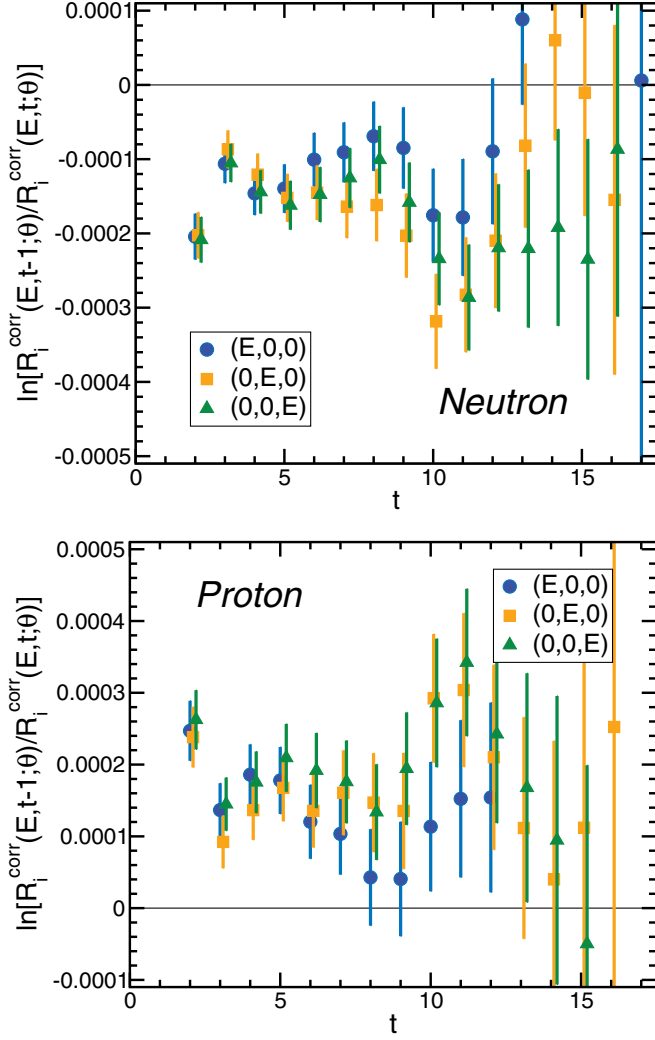 0.0001
0
-0.0001
-0.0002
-0.0003
-0.0004
-0.0005
ln[R_i^corr(E,t-1;θ)/R_i^corr(E,t;θ)]
(E,0,0)
(0,E,0)
(0,0,E)
Neutron
0 5 10 15
t
0.0005
0.0004
0.0003
0.0002
0.0001
0
-0.0001
ln[R_i^corr(E,t-1;θ)/R_i^corr(E,t;θ)]
Proton
(E,0,0)
(0,E,0)
(0,0,E)
0 5 10 15
t